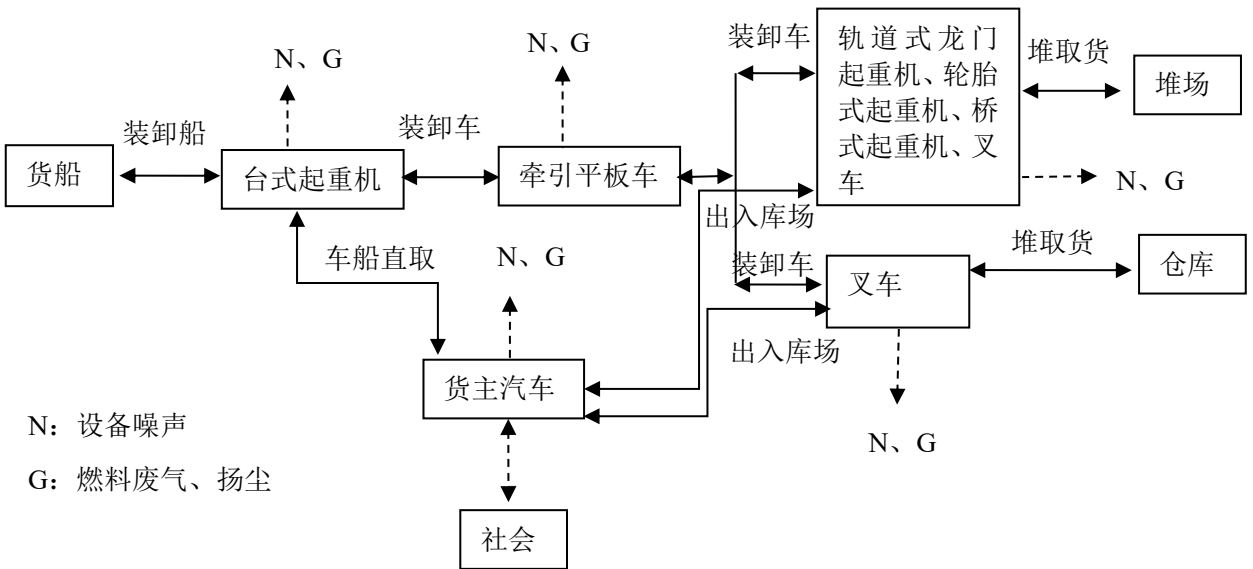 N、G
N、G
装卸车
轨道式龙门
起重机、轮胎
式起重机、桥
式起重机、叉
车
堆取货
堆场
装卸船
装卸车
货船
台式起重机
牵引平板车
N、G
出入库场
车船直取
N、G
装卸车
叉车
堆取货
仓库
出入库场
货主汽车
N：设备噪声
N、G
G：燃料废气、扬尘
社会